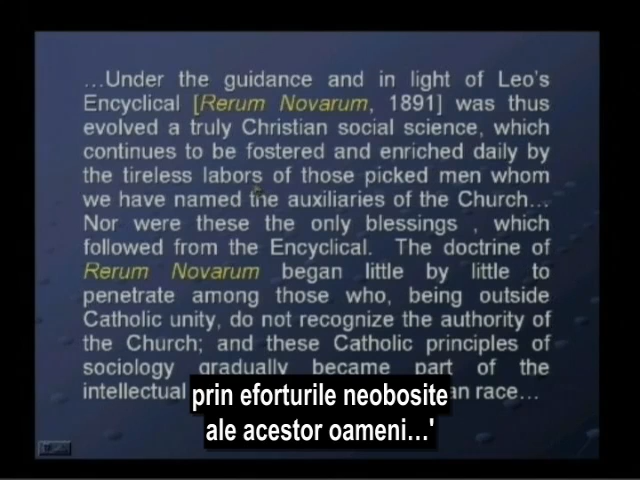 …Under the guidance and in light of Leo's
Encyclical [Rerum Novarum, 1891] was thus
evolved a truly Christian social science, which
continues to be fostered and enriched daily by
the tireless labors of those picked men whom
we have named the auxiliaries of the Church…
Nor were these the only blessings , which
followed from the Encyclical. The doctrine of
Rerum Novarum began little by little to
penetrate among those who, being outside
Catholic unity, do not recognize the authority of
the Church; and these Catholic principles of
sociology gradually became part of the
intellectual an race…
prin eforturile neobosite
ale acestor oameni…'